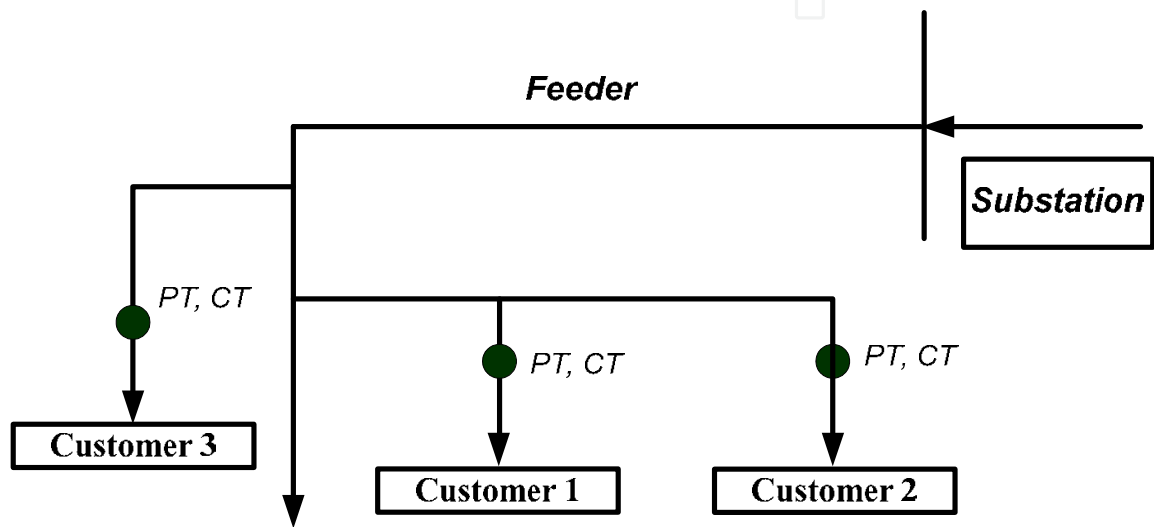 Feeder
Substation
PT, CT
PT, CT
PT, CT
Customer 3
Customer 1
Customer 2